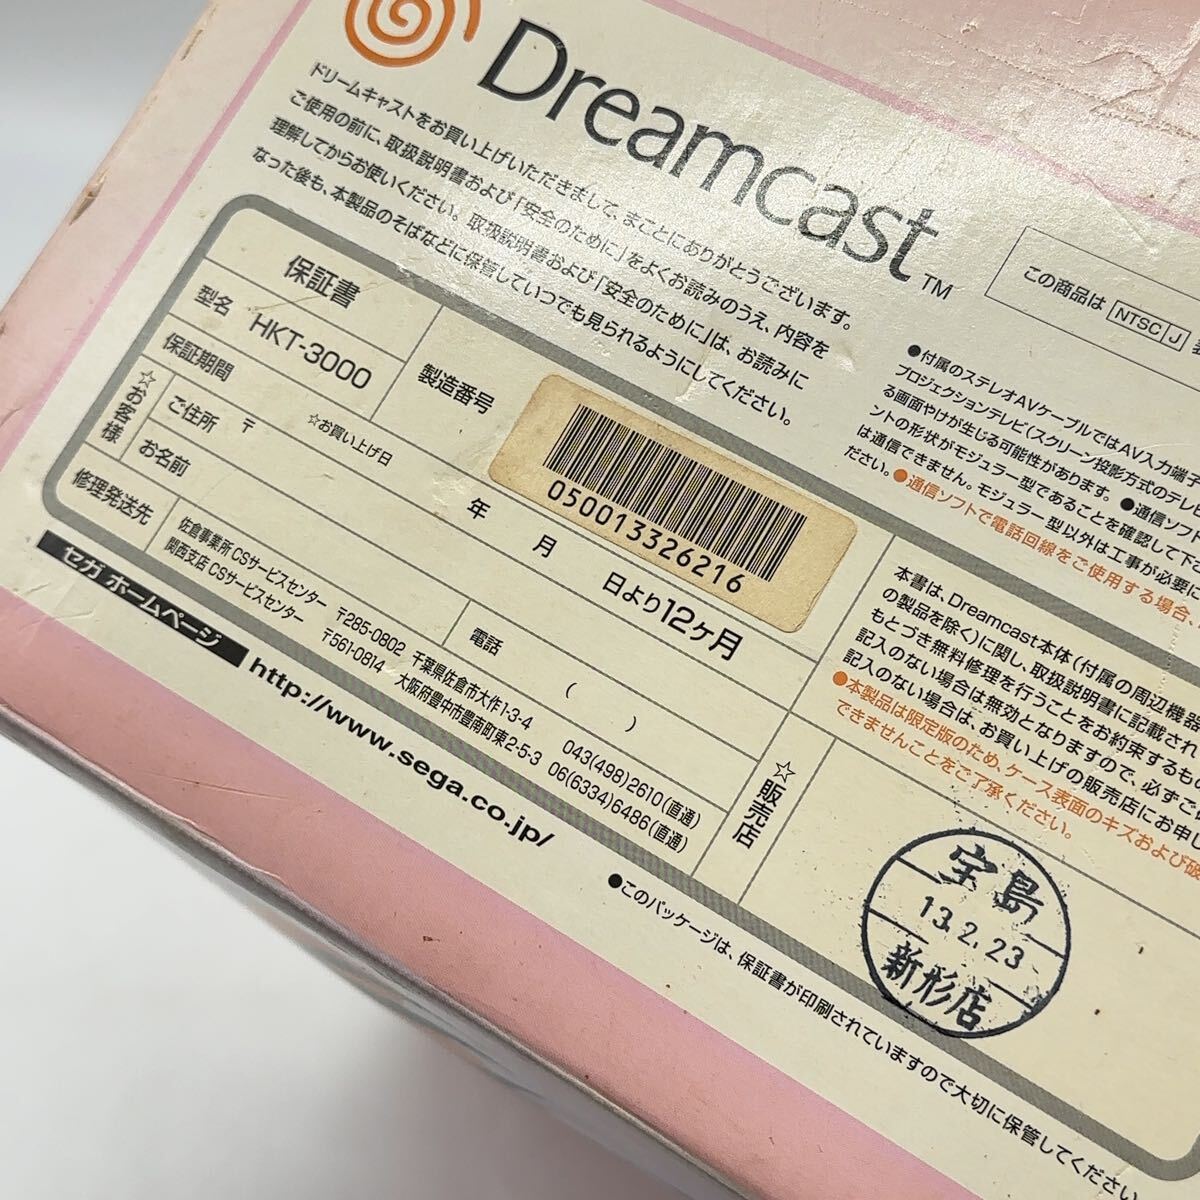 Dreamcast TM
ドリームキャストをお買い上げいただきまして、まことにありがとうございます。
ご使用の前に、取扱説明書および「安全のために」をよくお読みのうえ、内容を
理解してからお使いください。取扱説明書および「安全のために」は、お読みに
なった後も、本製品のそばなどに保管していつでも見られるようにしてください。
この商品は NTSC J
●付属のステレオAVケーブルではAV入力端子
プロジェクションテレビ(スクリーン投影方式のテレビ
る画面やけが生じる可能性があります。●通信ソフト
ントの形状がモジュラー型であることを確認して下さ
は通信できません。モジュラー型以外は工事が必要に
ださい。●通信ソフトで電話回線をご使用する場合、
保証書
型名 HKT-3000
製造番号
050013326216
保証期間
☆お買い上げ日 年 月 日より12ヶ月
☆お客様
ご住所 〒
お名前
電話 ( )
修理発送先
佐倉事業所 CSサービスセンター 〒285-0802 千葉県佐倉市大作1-3-4 043(498)2610(直通)
関西支店 CSサービスセンター 〒561-0814 大阪府豊中市豊南町東2-5-3 06(6334)6486(直通)
本書は、Dreamcast本体(付属の周辺機器
の製品を除く)に関し、取扱説明書に記載され
もとづき無料修理を行うことをお約束するも
記入のない場合は無効となりますので、必ずご
記入のない場合は、お買い上げの販売店にお申し
●本製品は限定版のため、ケース表面のキズおよび破
できませんことをご了承ください。
☆販売店
宝島
13.2.23
新形店
セガ ホームページ http://www.sega.co.jp/
●このパッケージは、保証書が印刷されていますので大切に保管してください